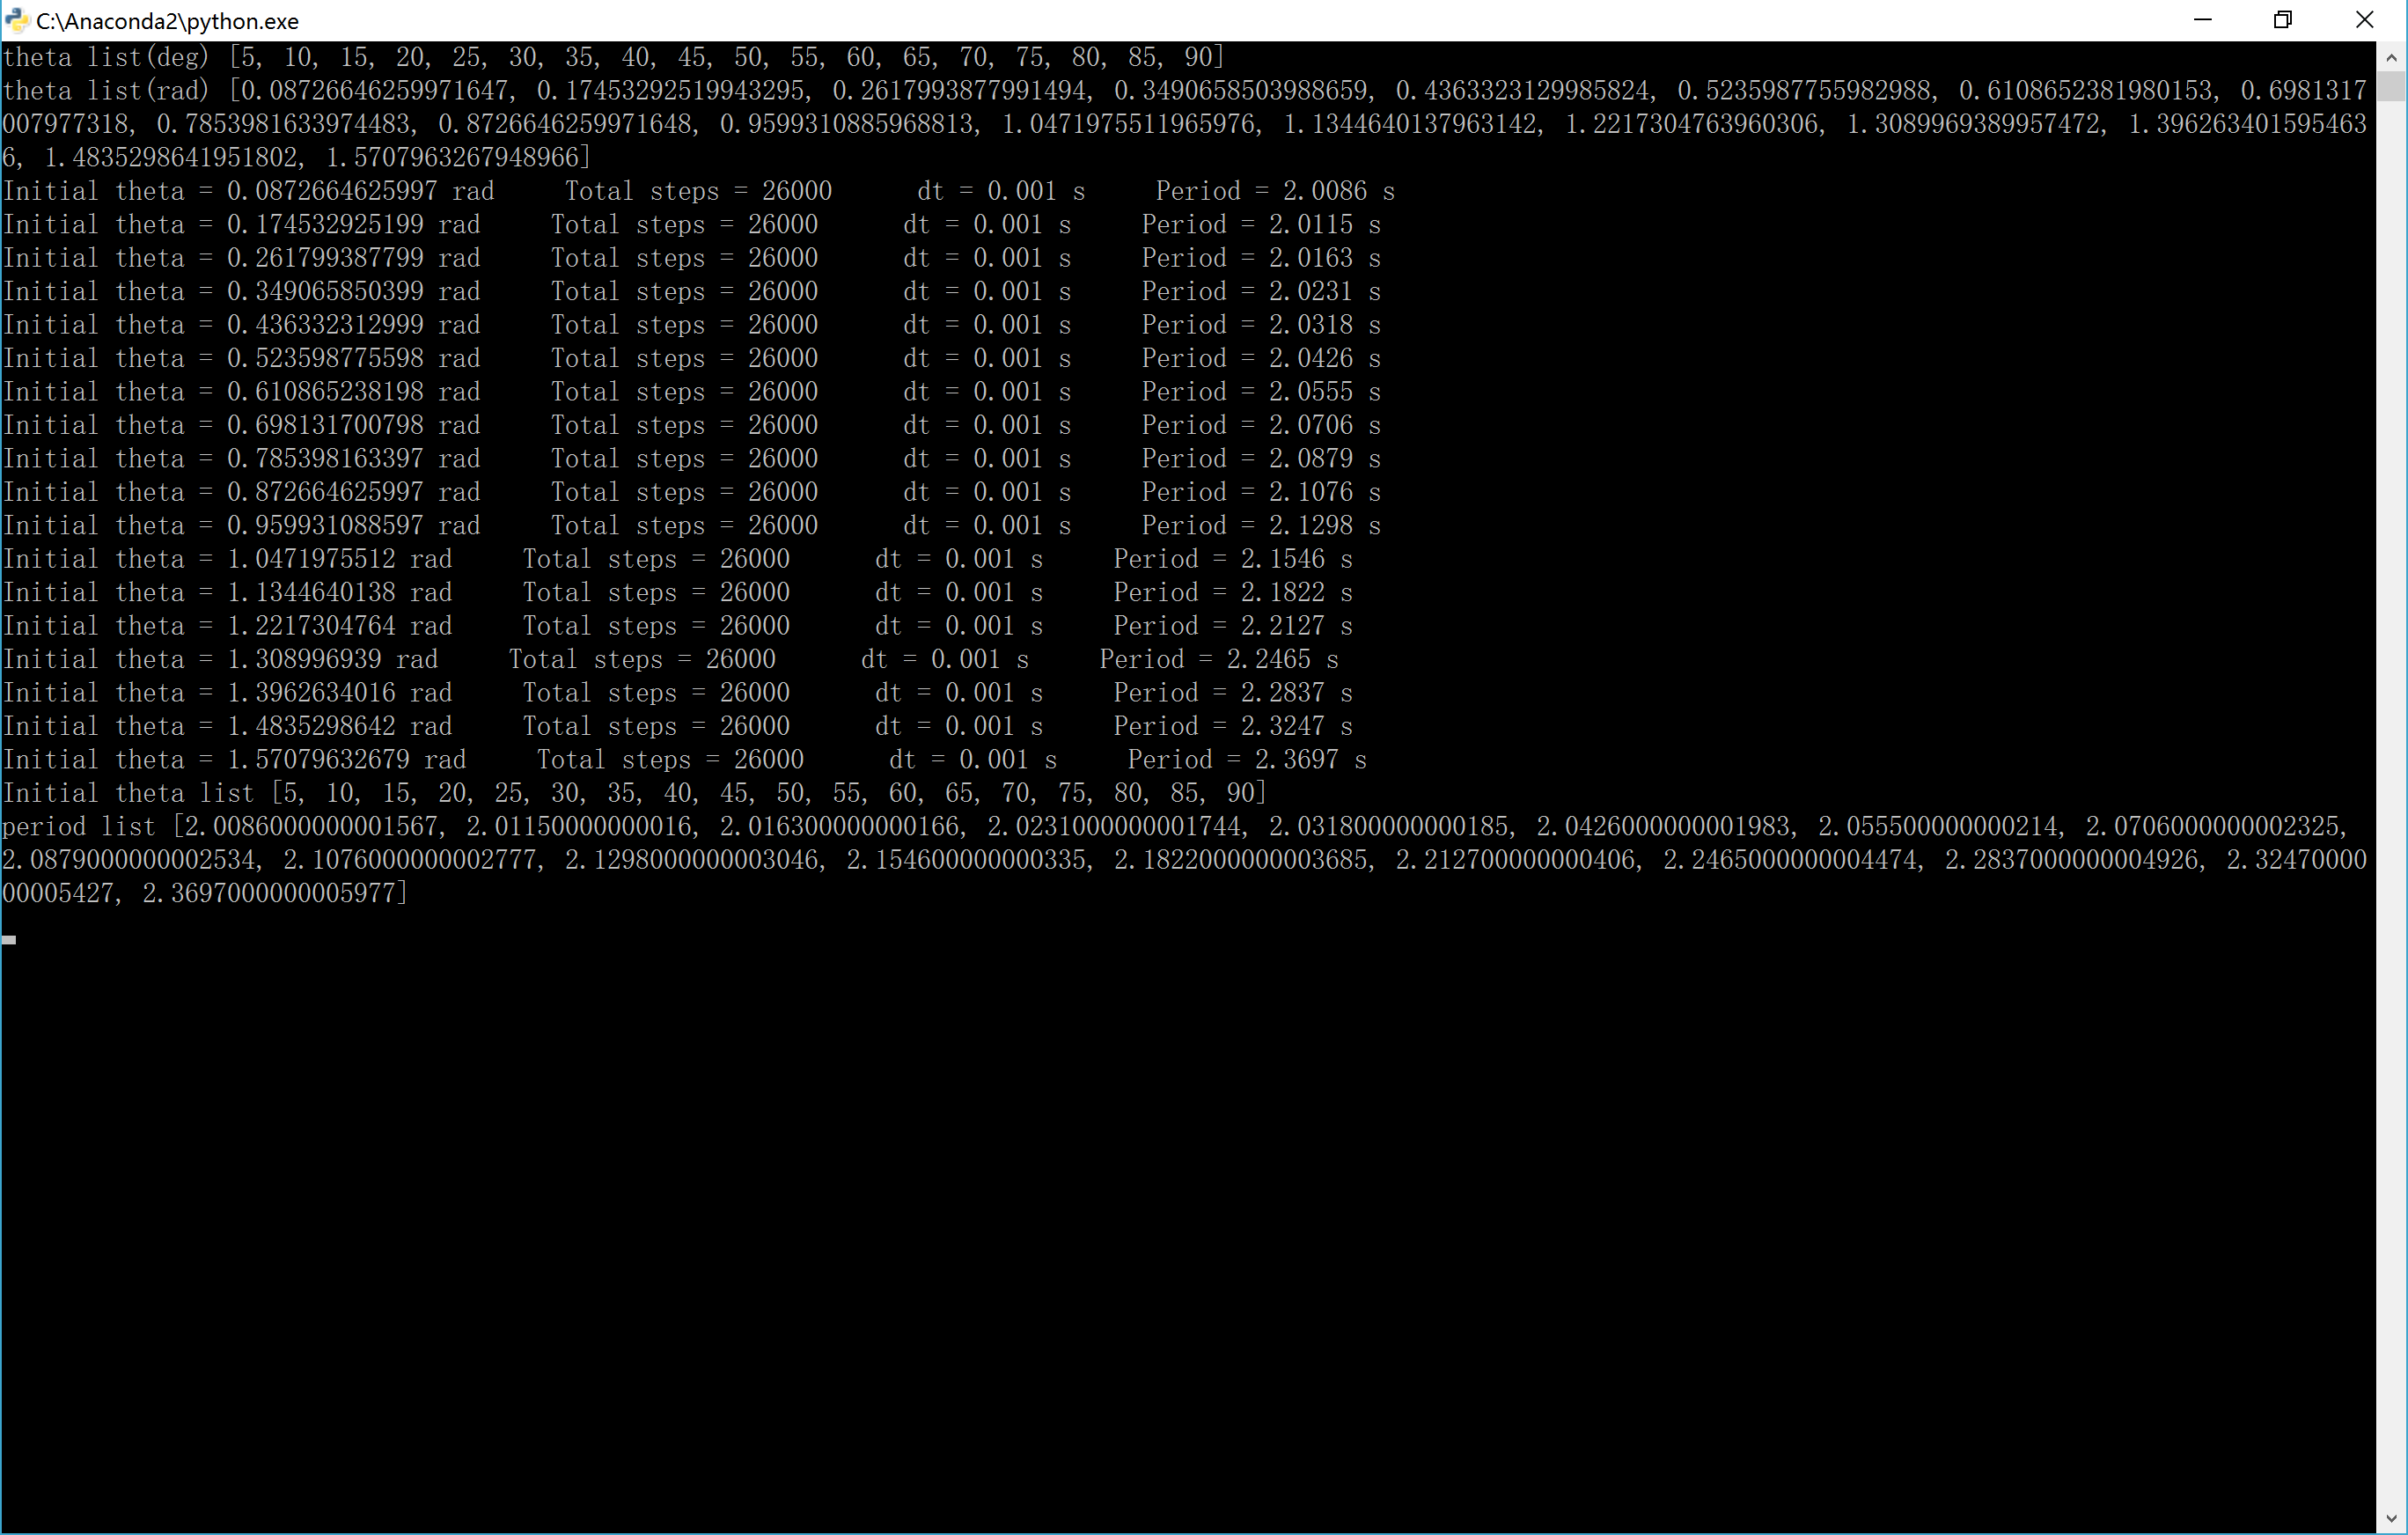 C:\Anaconda2\python.exe
theta list(deg) [5, 10, 15, 20, 25, 30, 35, 40, 45, 50, 55, 60, 65, 70, 75, 80, 85, 90]
theta list(rad) [0.08726646259971647, 0.17453292519943295, 0.2617993877991494, 0.3490658503988659, 0.4363323129985824, 0.5235987755982988, 0.6108652381980153, 0.6981317
007977318, 0.7853981633974483, 0.8726646259971648, 0.9599310885968813, 1.0471975511965976, 1.1344640137963142, 1.2217304763960306, 1.3089969389957472, 1.396263401595463
6, 1.4835298641951802, 1.5707963267948966]
Initial theta = 0.0872664625997 rad     Total steps = 26000      dt = 0.001 s     Period = 2.0086 s
Initial theta = 0.174532925199 rad     Total steps = 26000      dt = 0.001 s     Period = 2.0115 s
Initial theta = 0.261799387799 rad     Total steps = 26000      dt = 0.001 s     Period = 2.0163 s
Initial theta = 0.349065850399 rad     Total steps = 26000      dt = 0.001 s     Period = 2.0231 s
Initial theta = 0.436332312999 rad     Total steps = 26000      dt = 0.001 s     Period = 2.0318 s
Initial theta = 0.523598775598 rad     Total steps = 26000      dt = 0.001 s     Period = 2.0426 s
Initial theta = 0.610865238198 rad     Total steps = 26000      dt = 0.001 s     Period = 2.0555 s
Initial theta = 0.698131700798 rad     Total steps = 26000      dt = 0.001 s     Period = 2.0706 s
Initial theta = 0.785398163397 rad     Total steps = 26000      dt = 0.001 s     Period = 2.0879 s
Initial theta = 0.872664625997 rad     Total steps = 26000      dt = 0.001 s     Period = 2.1076 s
Initial theta = 0.959931088597 rad     Total steps = 26000      dt = 0.001 s     Period = 2.1298 s
Initial theta = 1.0471975512 rad     Total steps = 26000      dt = 0.001 s     Period = 2.1546 s
Initial theta = 1.1344640138 rad     Total steps = 26000      dt = 0.001 s     Period = 2.1822 s
Initial theta = 1.2217304764 rad     Total steps = 26000      dt = 0.001 s     Period = 2.2127 s
Initial theta = 1.308996939 rad     Total steps = 26000      dt = 0.001 s     Period = 2.2465 s
Initial theta = 1.3962634016 rad     Total steps = 26000      dt = 0.001 s     Period = 2.2837 s
Initial theta = 1.4835298642 rad     Total steps = 26000      dt = 0.001 s     Period = 2.3247 s
Initial theta = 1.57079632679 rad     Total steps = 26000      dt = 0.001 s     Period = 2.3697 s
Initial theta list [5, 10, 15, 20, 25, 30, 35, 40, 45, 50, 55, 60, 65, 70, 75, 80, 85, 90]
period list [2.0086000000001567, 2.01150000000016, 2.016300000000166, 2.0231000000001744, 2.031800000000185, 2.0426000000001983, 2.055500000000214, 2.0706000000002325,
2.0879000000002534, 2.1076000000002777, 2.1298000000003046, 2.154600000000335, 2.1822000000003685, 2.212700000000406, 2.2465000000004474, 2.2837000000004926, 2.32470000
00005427, 2.3697000000005977]